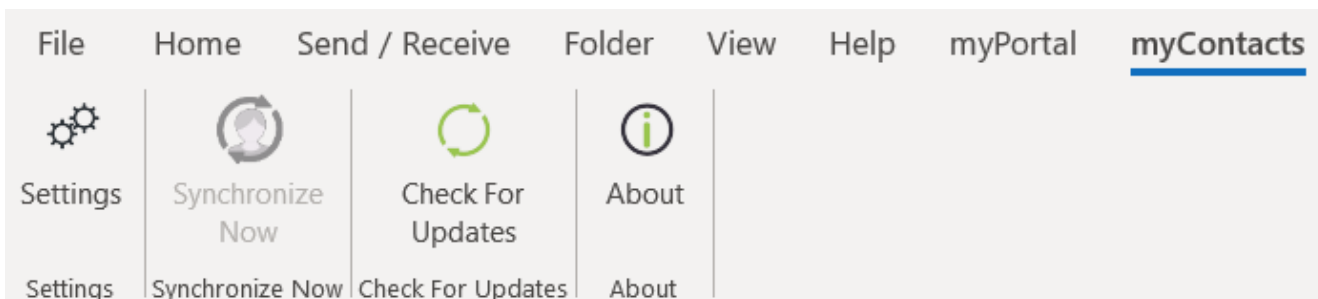 File Home Send / Receive Folder View Help myPortal myContacts
Settings Synchronize Check For About
Now Updates
Settings Synchronize Now Check For Updates About